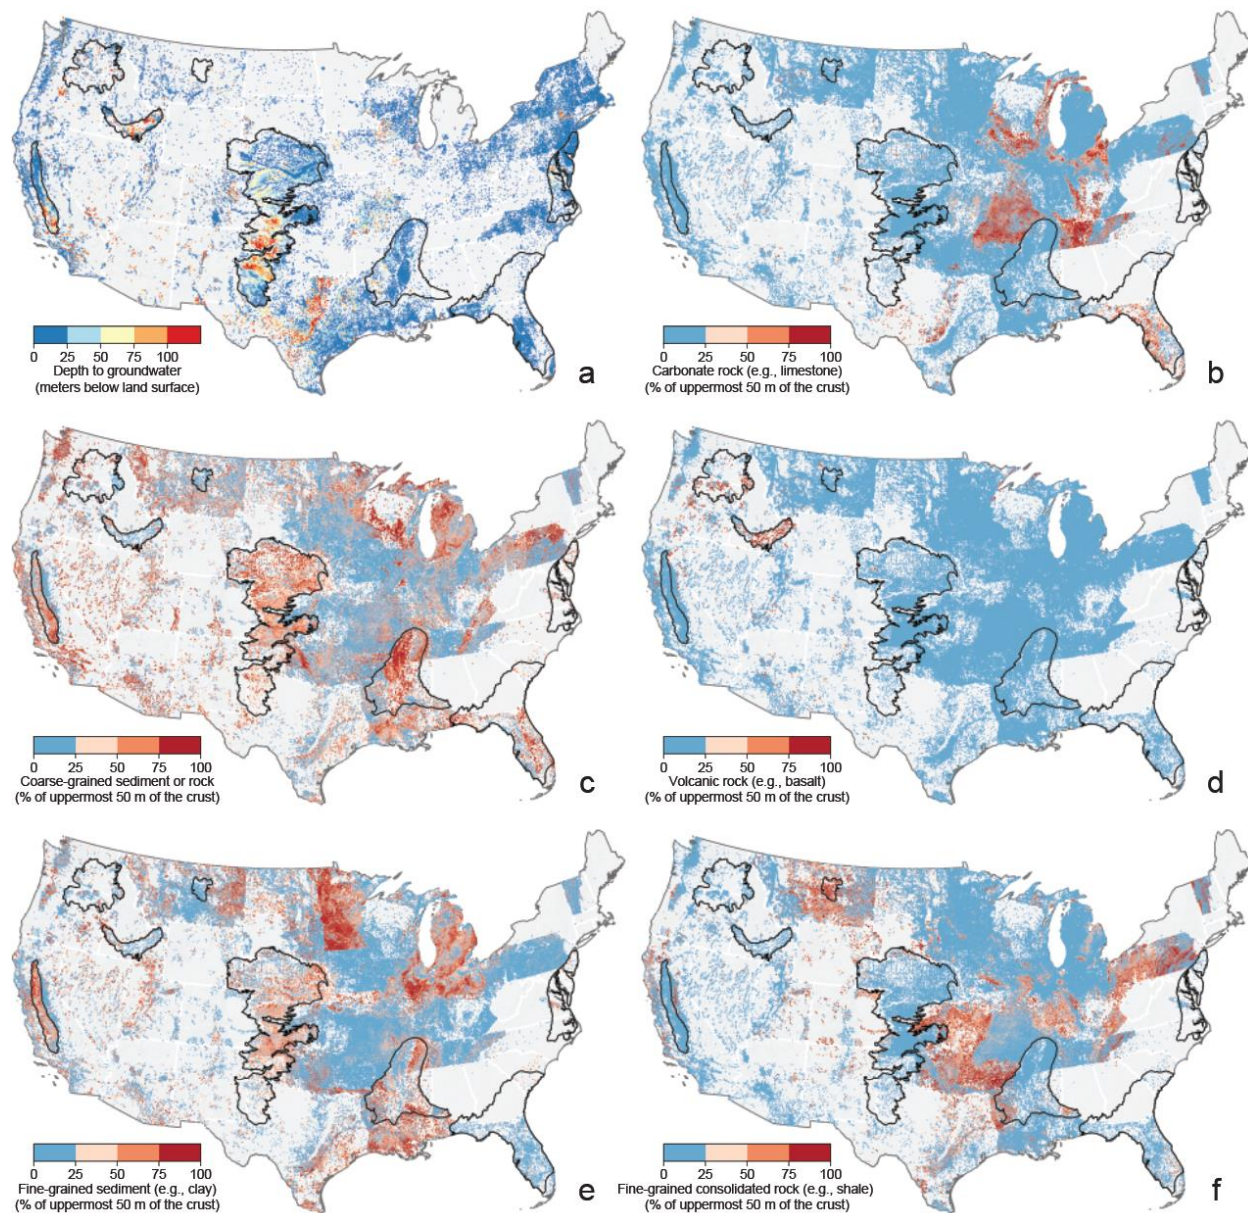 0 25 50 75 100
Depth to groundwater
(meters below land surface)
a
0 25 50 75 100
Carbonate rock (e.g., limestone)
(% of uppermost 50 m of the crust)
b
0 25 50 75 100
Coarse-grained sediment or rock
(% of uppermost 50 m of the crust)
c
0 25 50 75 100
Volcanic rock (e.g., basalt)
(% of uppermost 50 m of the crust)
d
0 25 50 75 100
Fine-grained sediment (e.g., clay)
(% of uppermost 50 m of the crust)
e
0 25 50 75 100
Fine-grained consolidated rock (e.g., shale)
(% of uppermost 50 m of the crust)
f